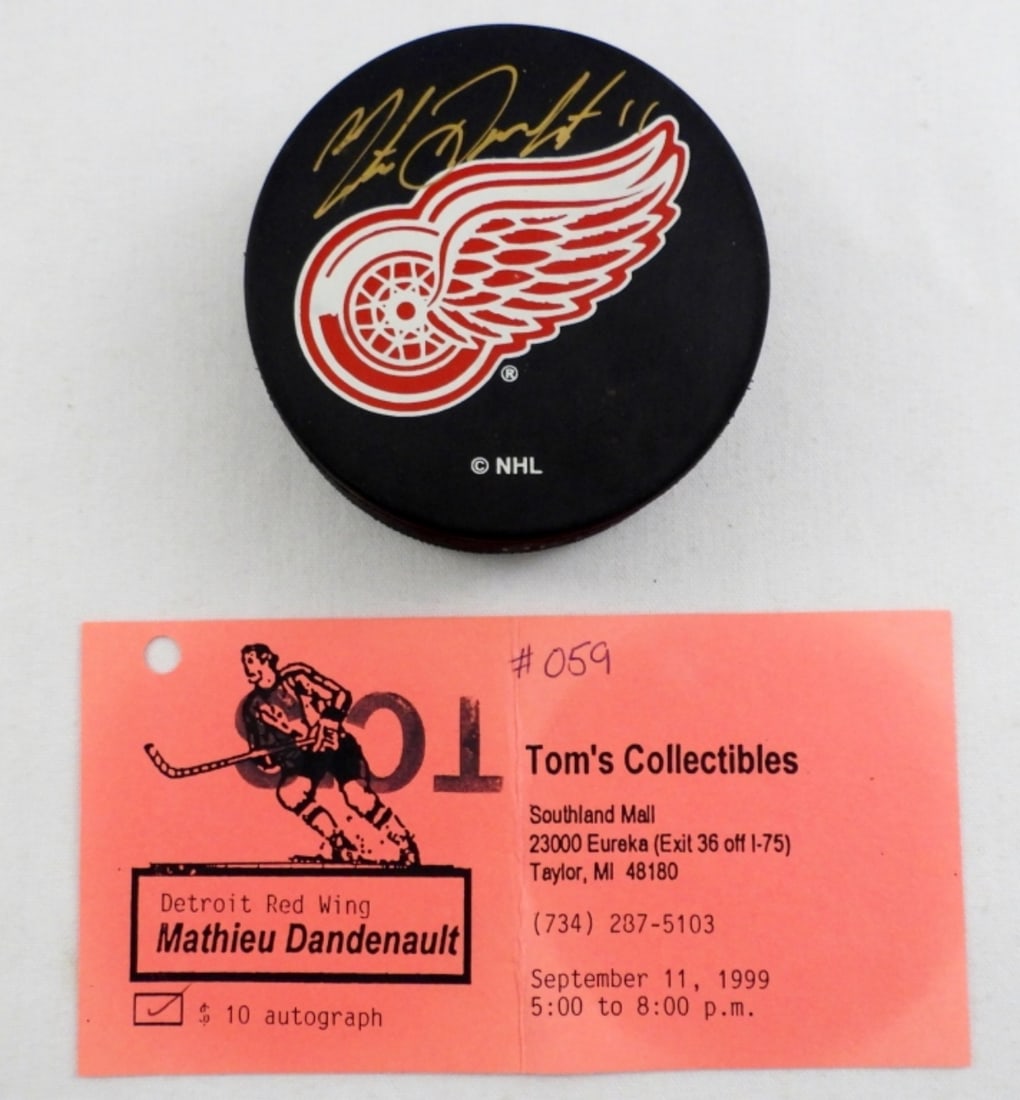 ® 
© NHL
#059
Tom's Collectibles
Southland Mall
23000 Eureka (Exit 36 off I-75)
Taylor, MI 48180
(734) 287-5103
September 11, 1999
5:00 to 8:00 p.m.
Detroit Red Wing
Mathieu Dandenault
$ 10 autograph